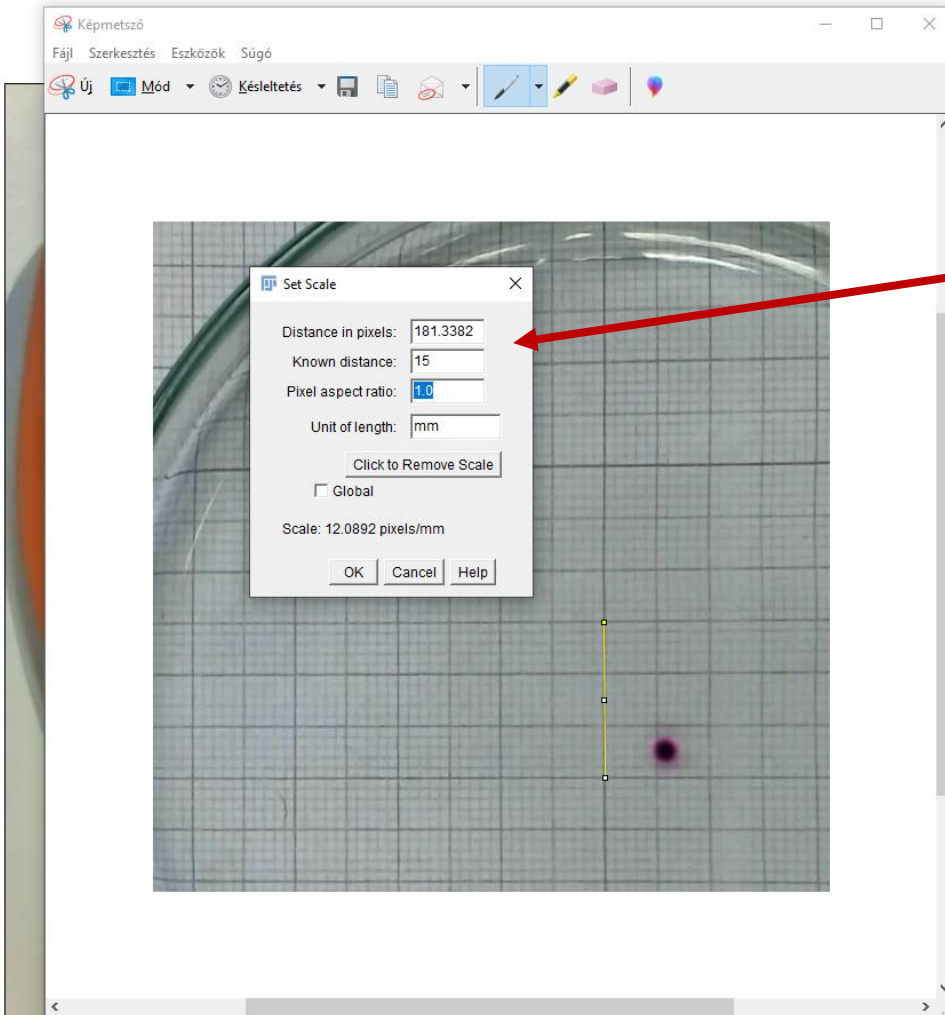 Képmetsző
Fájl Szerkesztés Eszközök Súgó
Új Mód Késleltetés
Set Scale
Distance in pixels: 181.3382
Known distance: 15
Pixel aspect ratio: 1.0
Unit of length: mm
Click to Remove Scale
Global
Scale: 12.0892 pixels/mm
OK Cancel Help